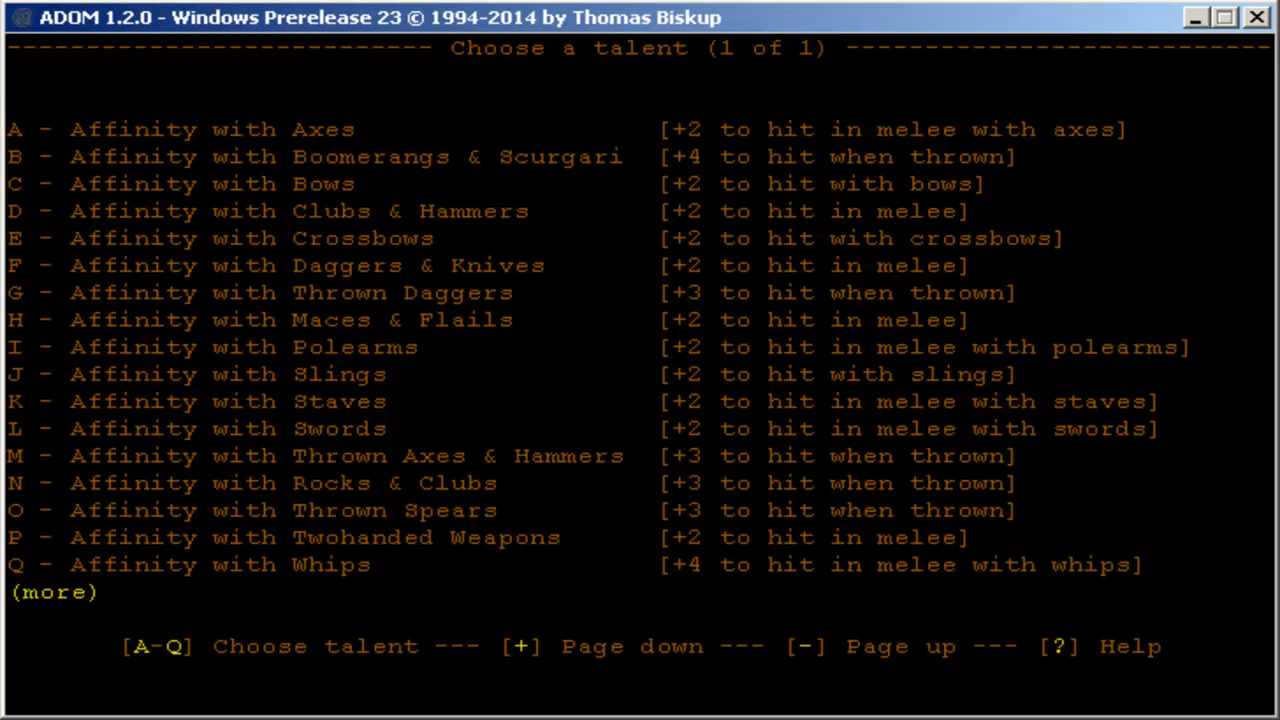 ADOM 1.2.0 - Windows Prerelease 23 © 1994-2014 by Thomas Biskup
--------------------------- Choose a talent (1 of 1) ---------------------------
A - Affinity with Axes [+2 to hit in melee with axes]
B - Affinity with Boomerangs & Scurgari [+4 to hit when thrown]
C - Affinity with Bows [+2 to hit with bows]
D - Affinity with Clubs & Hammers [+2 to hit in melee]
E - Affinity with Crossbows [+2 to hit with crossbows]
F - Affinity with Daggers & Knives [+2 to hit in melee]
G - Affinity with Thrown Daggers [+3 to hit when thrown]
H - Affinity with Maces & Flails [+2 to hit in melee]
I - Affinity with Polearms [+2 to hit in melee with polearms]
J - Affinity with Slings [+2 to hit with slings]
K - Affinity with Staves [+2 to hit in melee with staves]
L - Affinity with Swords [+2 to hit in melee with swords]
M - Affinity with Thrown Axes & Hammers [+3 to hit when thrown]
N - Affinity with Rocks & Clubs [+3 to hit when thrown]
O - Affinity with Thrown Spears [+3 to hit when thrown]
P - Affinity with Twohanded Weapons [+2 to hit in melee]
Q - Affinity with Whips [+4 to hit in melee with whips]
(more)
[A-Q] Choose talent --- [+] Page down --- [-] Page up --- [?] Help